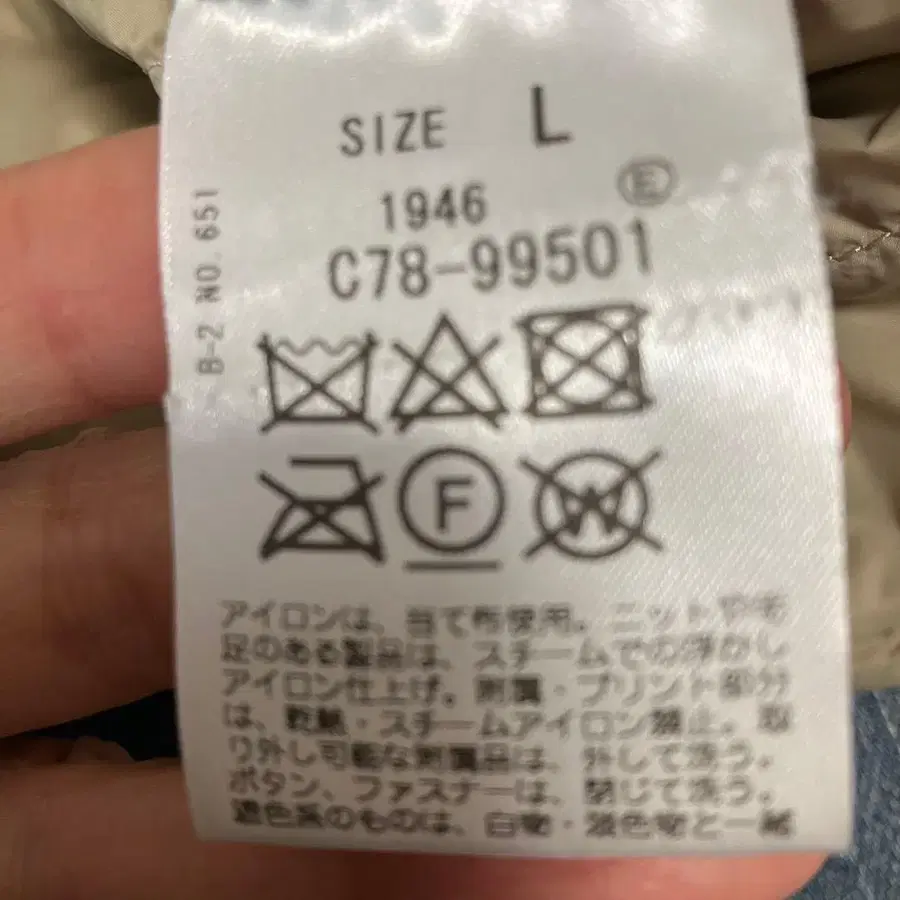 SIZE L
Ⓔ
1946
C78-99501
B-2 NO. 651
F
W
アイロンは、当て布使用。ニットや毛
足のある製品は、スチームでの浮かし
アイロン仕上げ。附属・プリント部分
は、乾熱・スチームアイロン禁止。取
り外し可能な附属品は、外して洗う。
ボタン、ファスナーは、閉じて洗う。
濃色系のものは、白物・淡色物と一緒